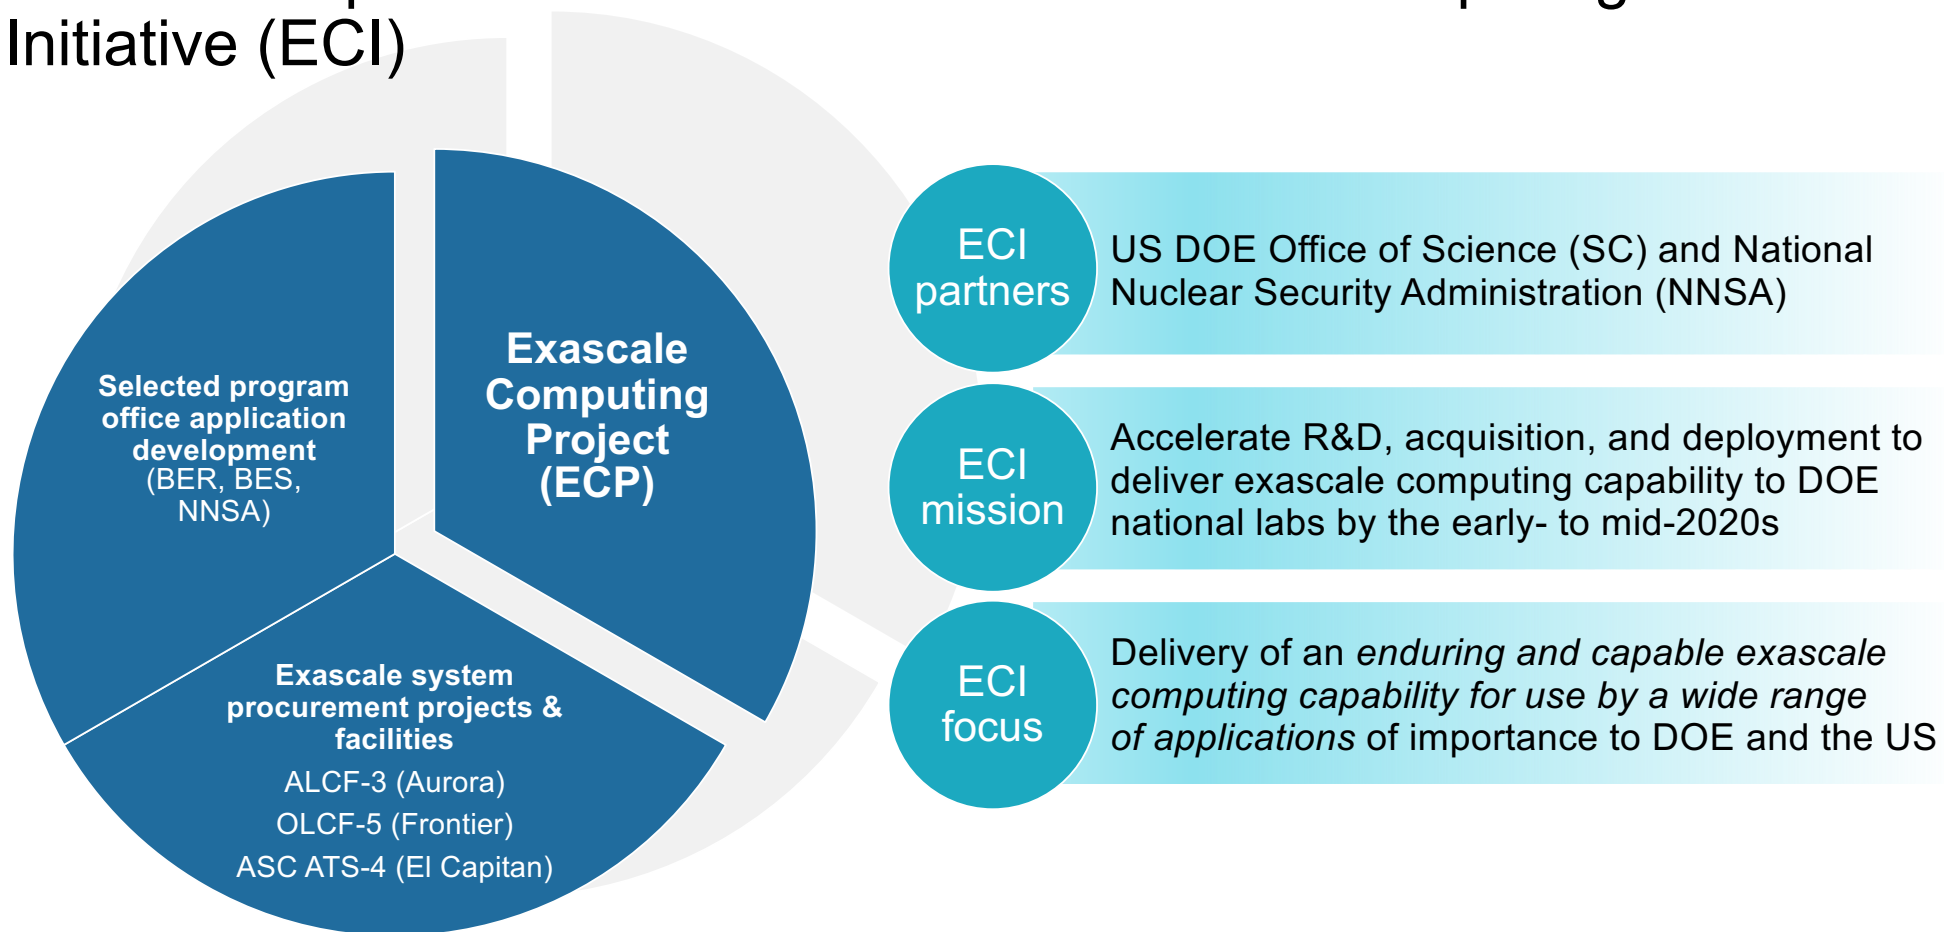 Initiative (ECI)
Selected program
office application
development
(BER, BES,
NNSA)
Exascale
Computing
Project
(ECP)
Exascale system
procurement projects &
facilities
ALCF-3 (Aurora)
OLCF-5 (Frontier)
ASC ATS-4 (El Capitan)
ECI
partners
US DOE Office of Science (SC) and National
Nuclear Security Administration (NNSA)
ECI
mission
Accelerate R&D, acquisition, and deployment to
deliver exascale computing capability to DOE
national labs by the early- to mid-2020s
ECI
focus
Delivery of an enduring and capable exascale
computing capability for use by a wide range
of applications of importance to DOE and the US